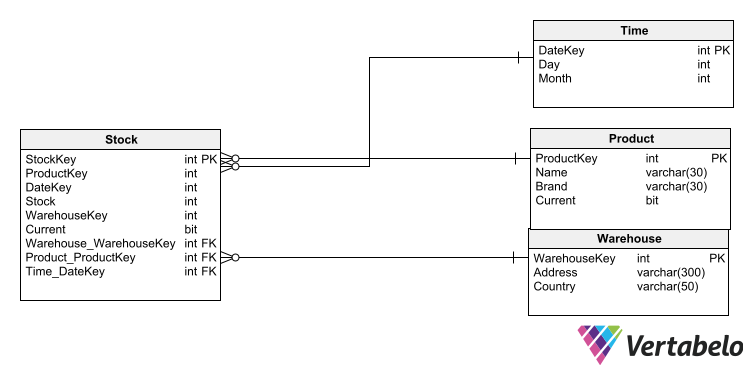 Time
DateKey int PK
Day int
Month int
Stock
StockKey int PK
ProductKey int
DateKey int
Stock int
WarehouseKey int
Current bit
Warehouse_WarehouseKey int FK
Product_ProductKey int FK
Time_DateKey int FK
Product
ProductKey int PK
Name varchar(30)
Brand varchar(30)
Current bit
Warehouse
WarehouseKey int PK
Address varchar(300)
Country varchar(50)
Vertabelo